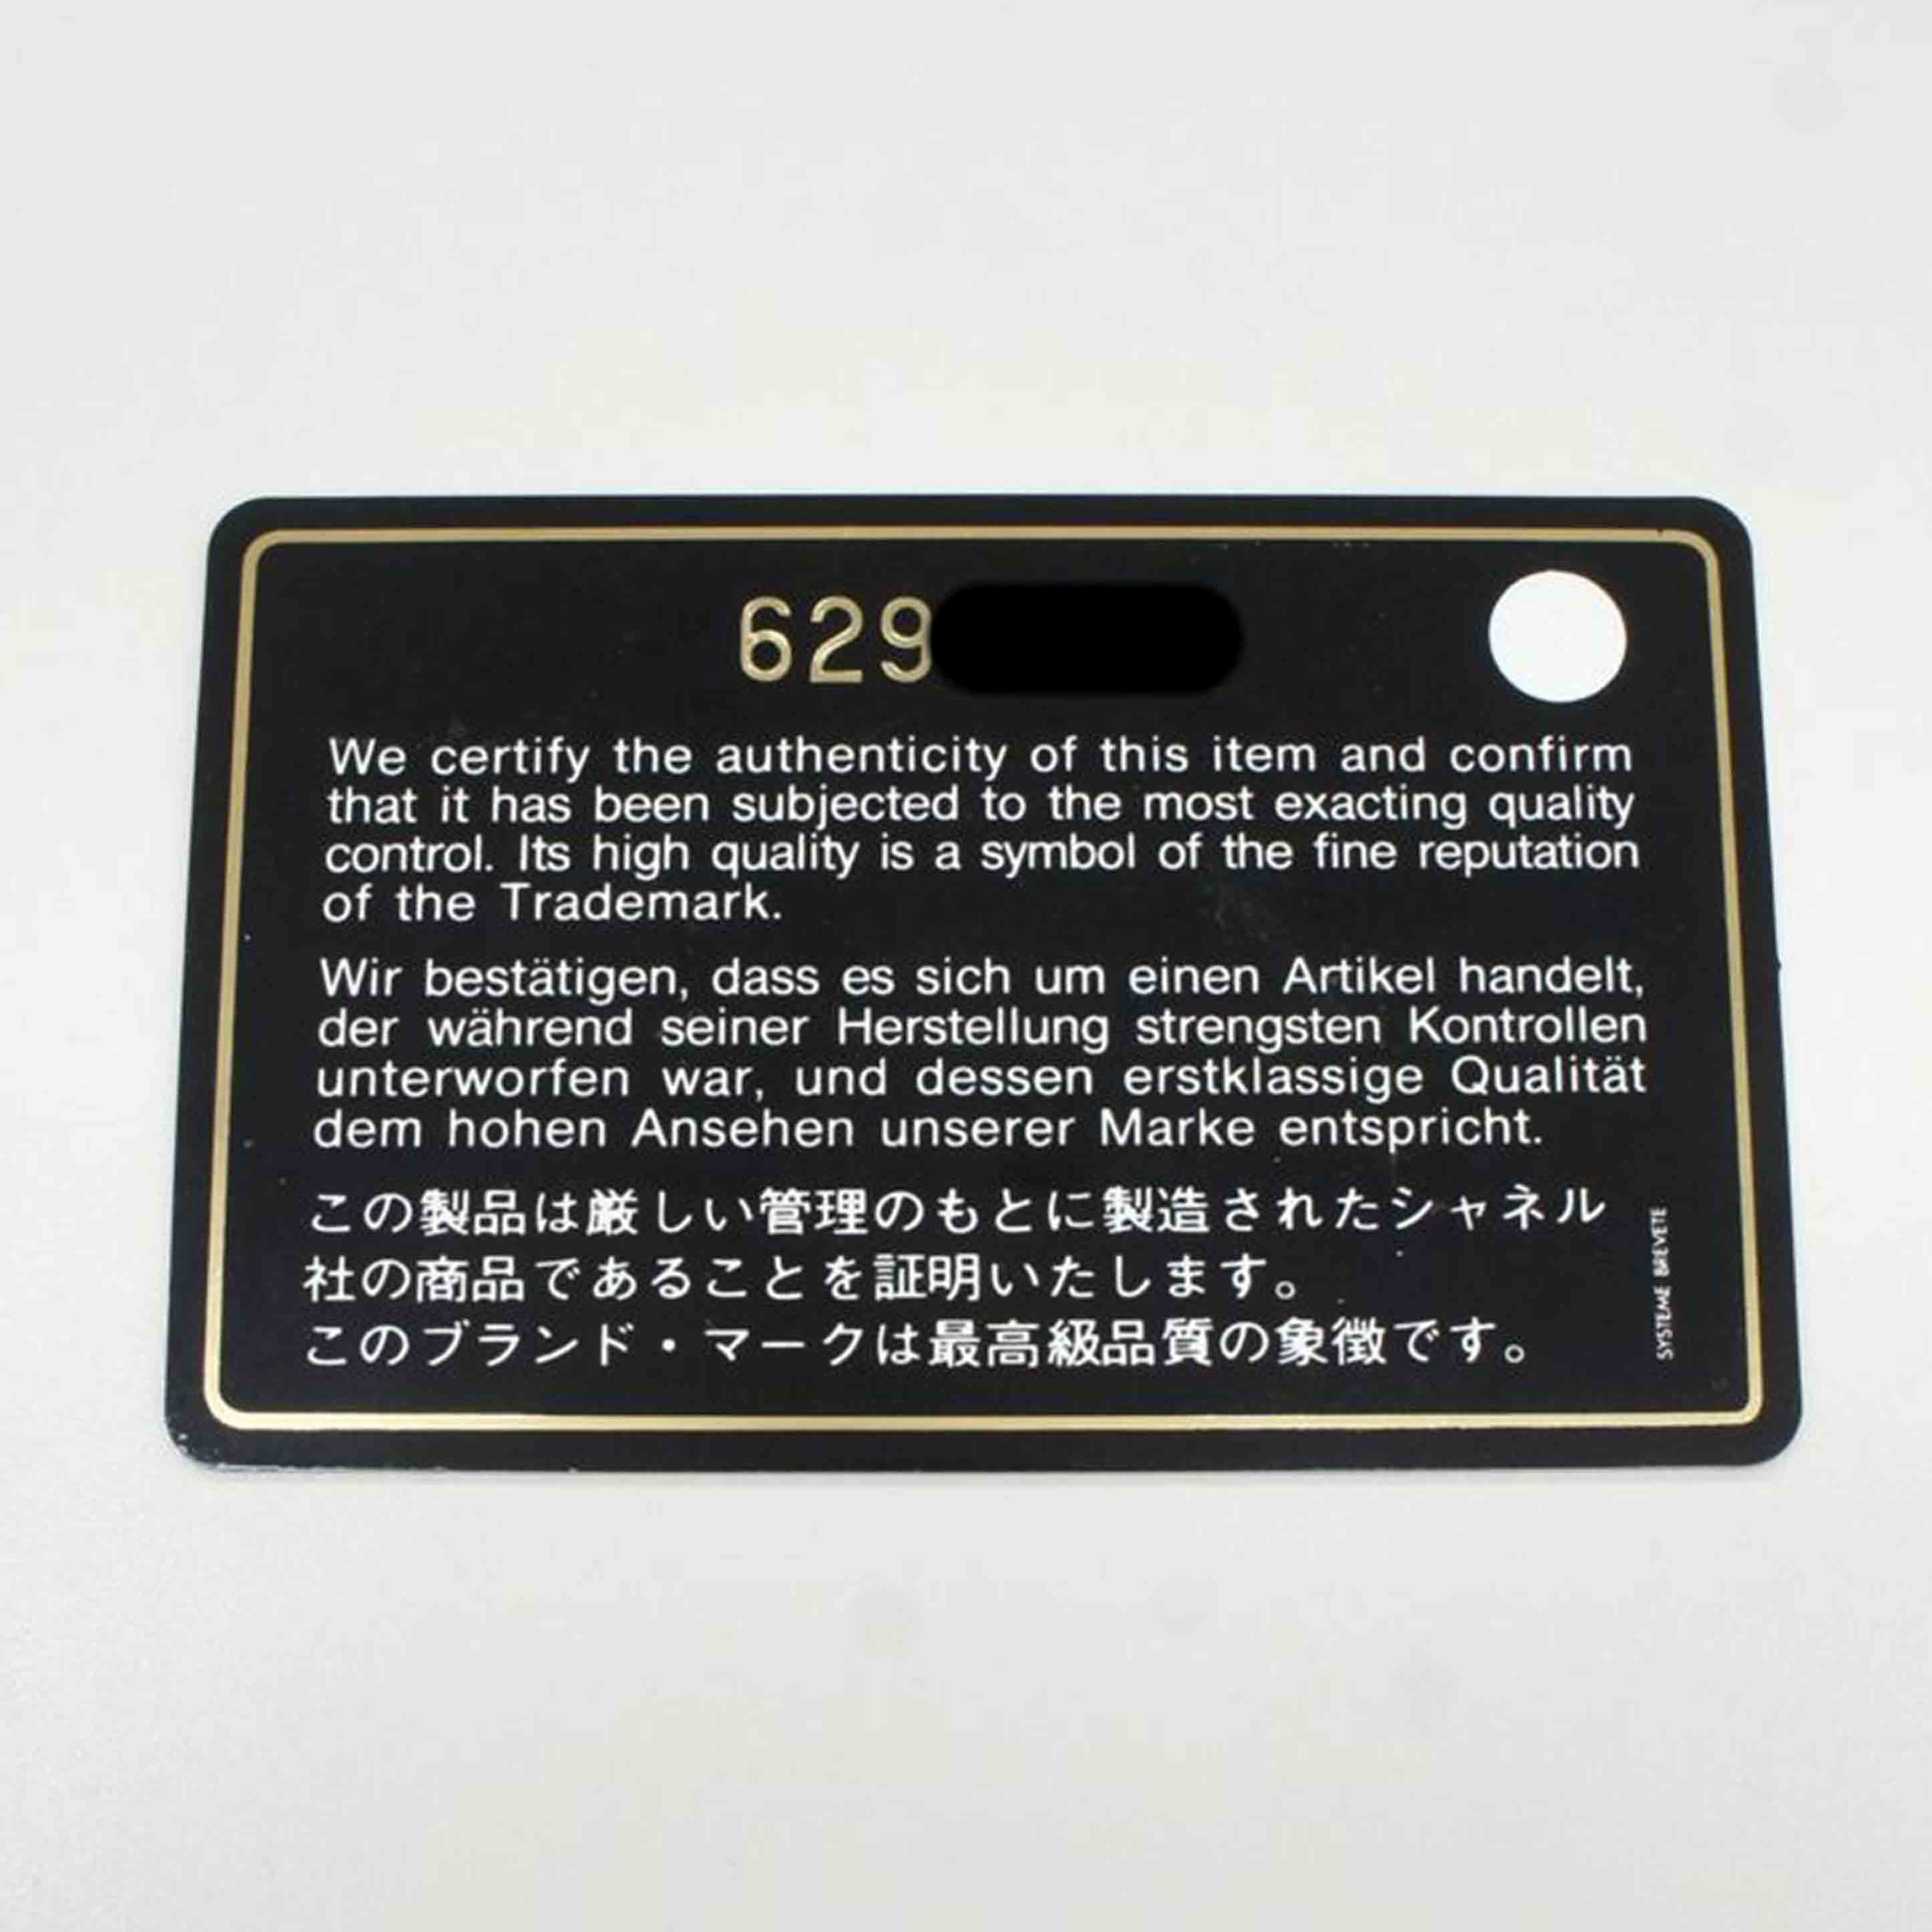 629
We certify the authenticity of this item and confirm
that it has been subjected to the most exacting quality
control. Its high quality is a symbol of the fine reputation
of the Trademark.
Wir bestätigen, dass es sich um einen Artikel handelt,
der während seiner Herstellung strengsten Kontrollen
unterworfen war, und dessen erstklassige Qualität
dem hohen Ansehen unserer Marke entspricht.
この製品は厳しい管理のもとに製造されたシャネル
社の商品であることを証明いたします。
このブランド・マークは最高級品質の象徴です。
SYSTEME BREVETE